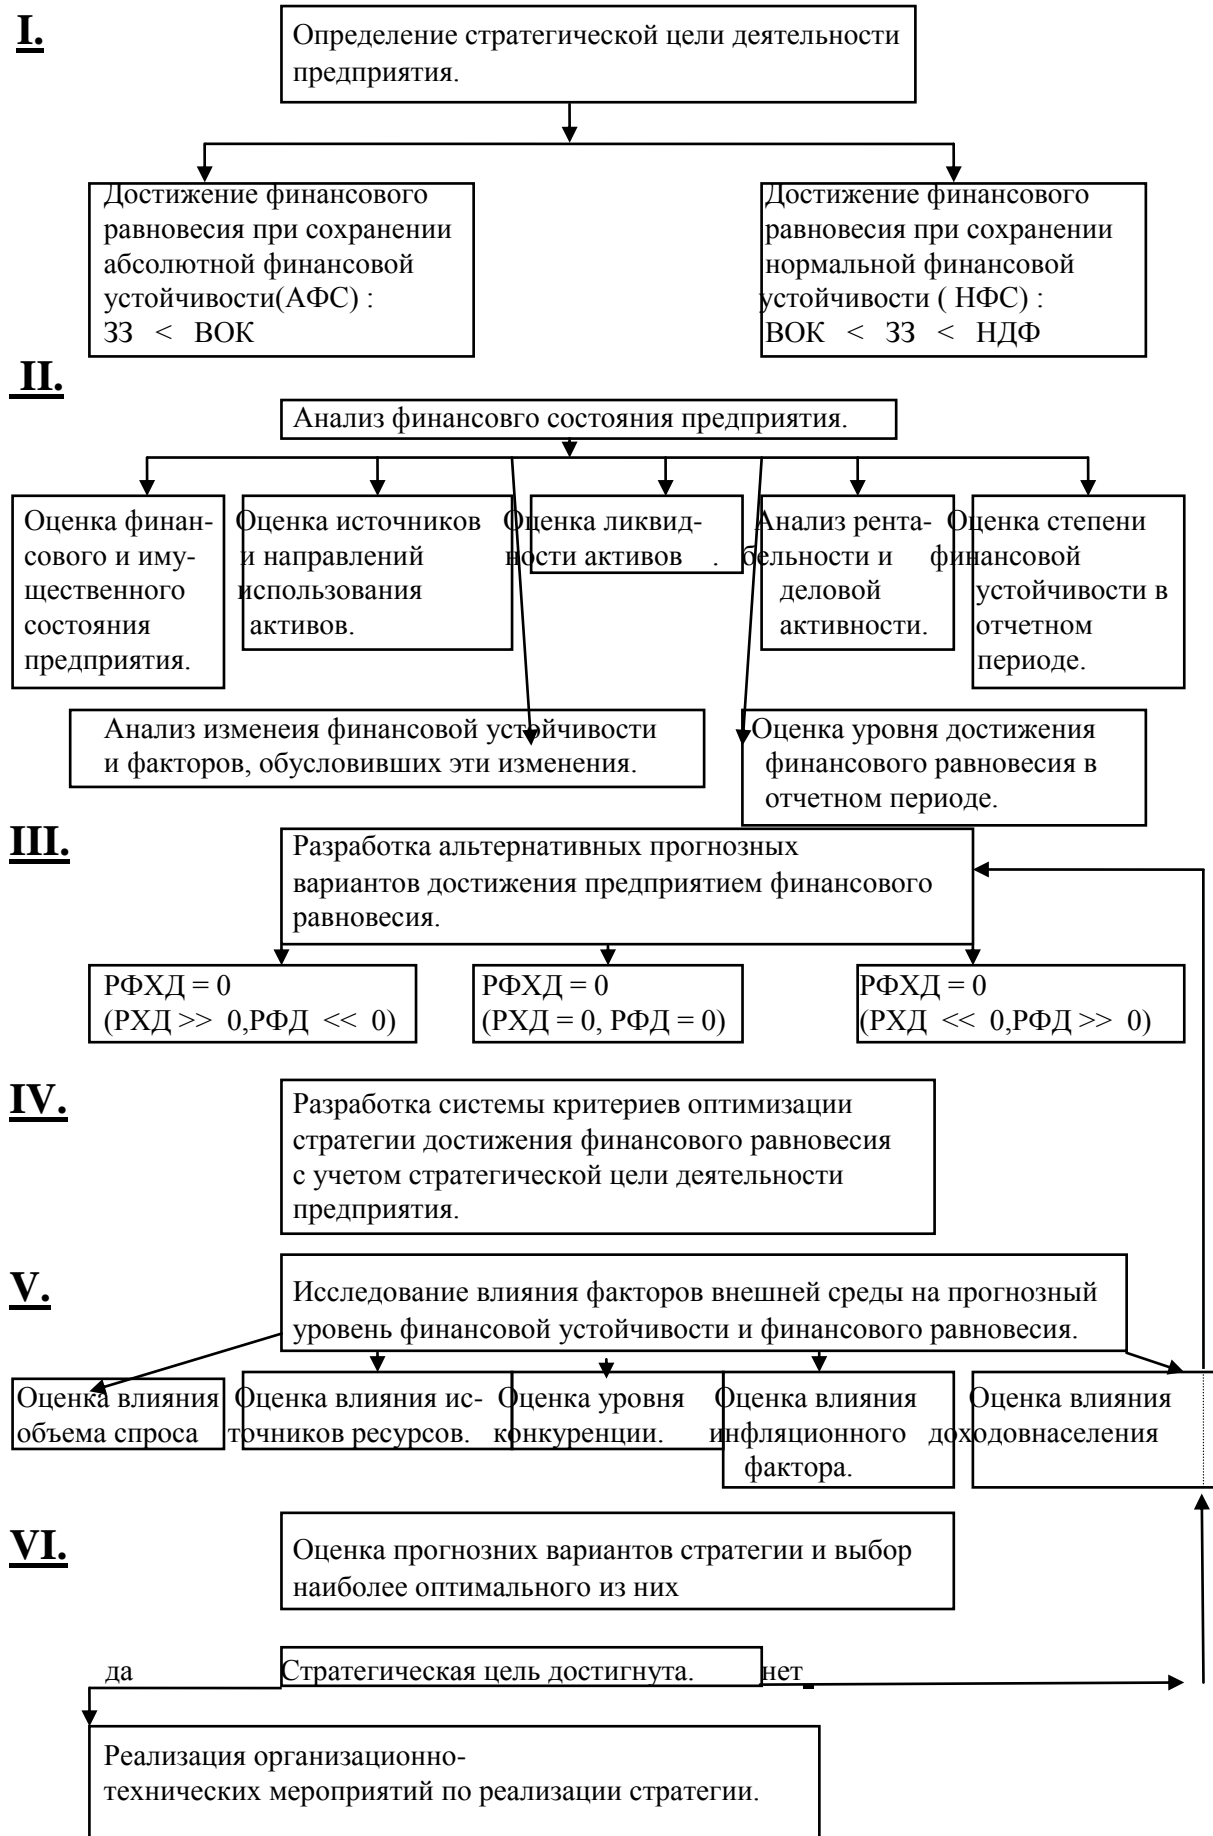 I.
Определение стратегической цели деятельности
предприятия.
Достижение финансового
равновесия при сохранении
абсолютной финансовой
устойчивости(АФС) :
ЗЗ < ВОК
Достижение финансового
равновесия при сохранении
нормальной финансовой
устойчивости ( НФС) :
ВОК < ЗЗ < НДФ
II.
Анализ финансовго состояния предприятия.
Оценка финан-
сового и иму-
щественного
состояния
предприятия.
Оценка источников
и направлений
использования
активов.
Оценка ликвид-
ности активов .
Анализ рента-
бельности и
деловой
активности.
Оценка степени
финансовой
устойчивости в
отчетном
периоде.
Анализ изменеия финансовой устойчивости
и факторов, обусловивших эти изменения.
Оценка уровня достижения
финансового равновесия в
отчетном периоде.
III.
Разработка альтернативных прогнозных
вариантов достижения предприятием финансового
равновесия.
РФХД = 0
(РХД >> 0,РФД << 0)
РФХД = 0
(РХД = 0, РФД = 0)
РФХД = 0
(РХД << 0,РФД >> 0)
IV.
Разработка системы критериев оптимизации
стратегии достижения финансового равновесия
с учетом стратегической цели деятельности
предприятия.
V.
Исследование влияния факторов внешней среды на прогнозный
уровень финансовой устойчивости и финансового равновесия.
Оценка влияния
объема спроса
Оценка влияния ис-
точников ресурсов.
Оценка уровня
конкуренции.
Оценка влияния
инфляционного
фактора.
Оценка влияния
доходовнаселения
VI.
Оценка прогнозних вариантов стратегии и выбор
наиболее оптимального из них
да
Стратегическая цель достигнута.
нет
Реализация организационно-
технических мероприятий по реализации стратегии.